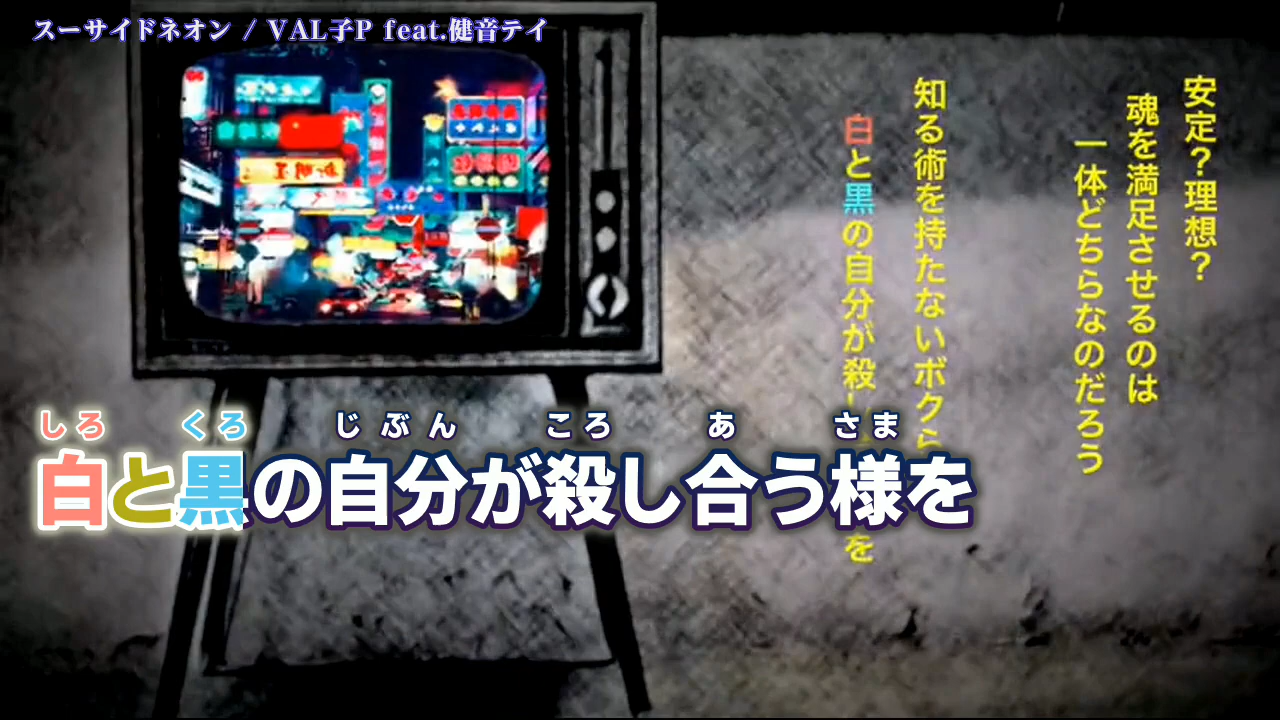 スーサイドネオン / VAL子P feat.健音テイ
安定？理想？
魂を満足させるのは
一体どちらなのだろう
知る術を持たないボクら
白と黒の自分が殺し
を
しろ くろ じぶん ころ あ さま
白と黒の自分が殺し合う様を